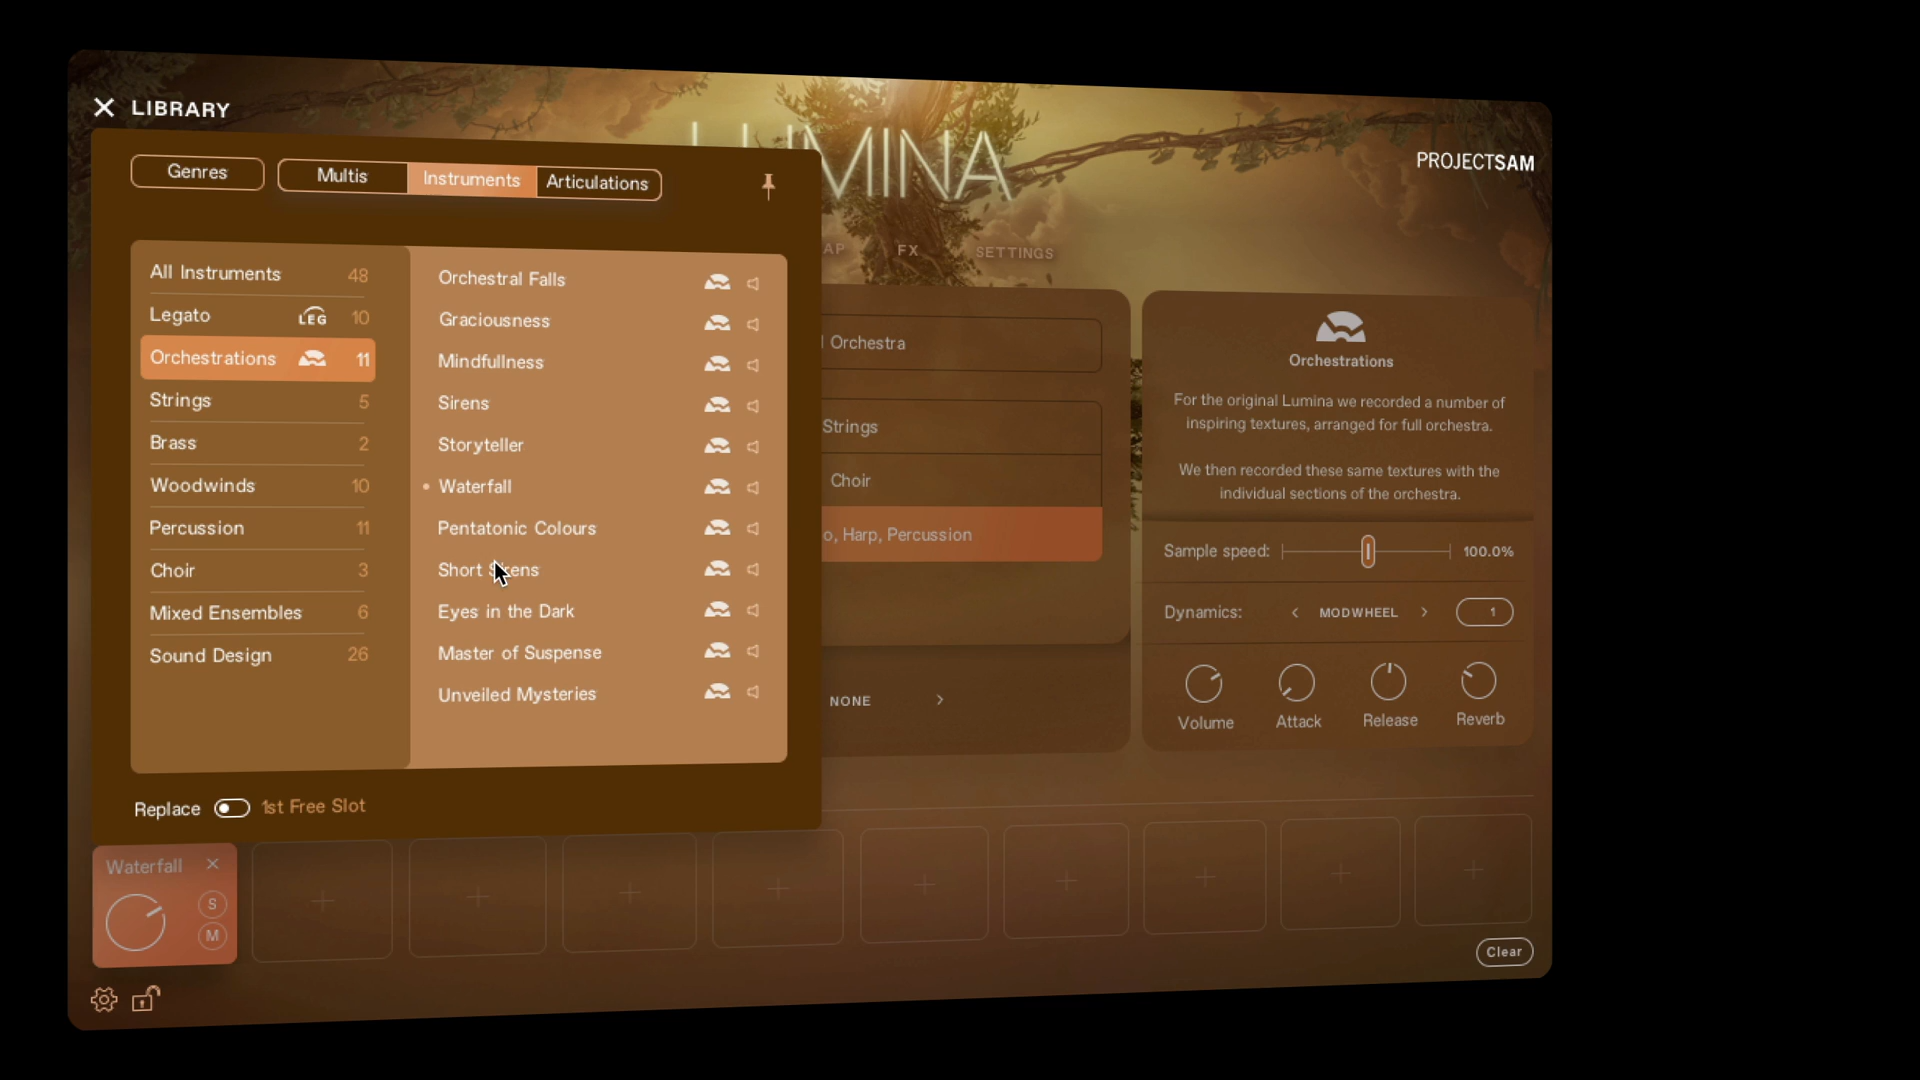 LIBRARY
LUMINA
PROJECTSAM
Genres
Multis
Instruments
Articulations
FX
SETTINGS
All Instruments 48
Legato LEG 10
Orchestrations 11
Strings 5
Brass 2
Woodwinds 10
Percussion 11
Choir 3
Mixed Ensembles 6
Sound Design 26
Orchestral Falls
Graciousness
Mindfullness
Sirens
Storyteller
Waterfall
Pentatonic Colours
Short Sirens
Eyes in the Dark
Master of Suspense
Unveiled Mysteries
Orchestra
Strings
Choir
o, Harp, Percussion
NONE
Orchestrations
For the original Lumina we recorded a number of
inspiring textures, arranged for full orchestra.
We then recorded these same textures with the
individual sections of the orchestra.
Sample speed: 100.0%
Dynamics: < MODWHEEL > 1
Volume
Attack
Release
Reverb
Replace 1st Free Slot
Waterfall
S
M
Clear